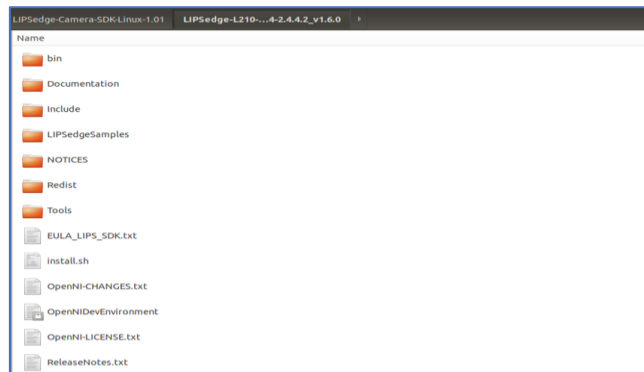 LIPSedge-Camera-SDK-Linux-1.01 LIPSedge-L210-...4-2.4.4.2_v1.6.0
Name
bin
Documentation
Include
LIPSedgeSamples
NOTICES
Redist
Tools
EULA_LIPS_SDK.txt
install.sh
OpenNI-CHANGES.txt
OpenNIDevEnvironment
OpenNI-LICENSE.txt
ReleaseNotes.txt